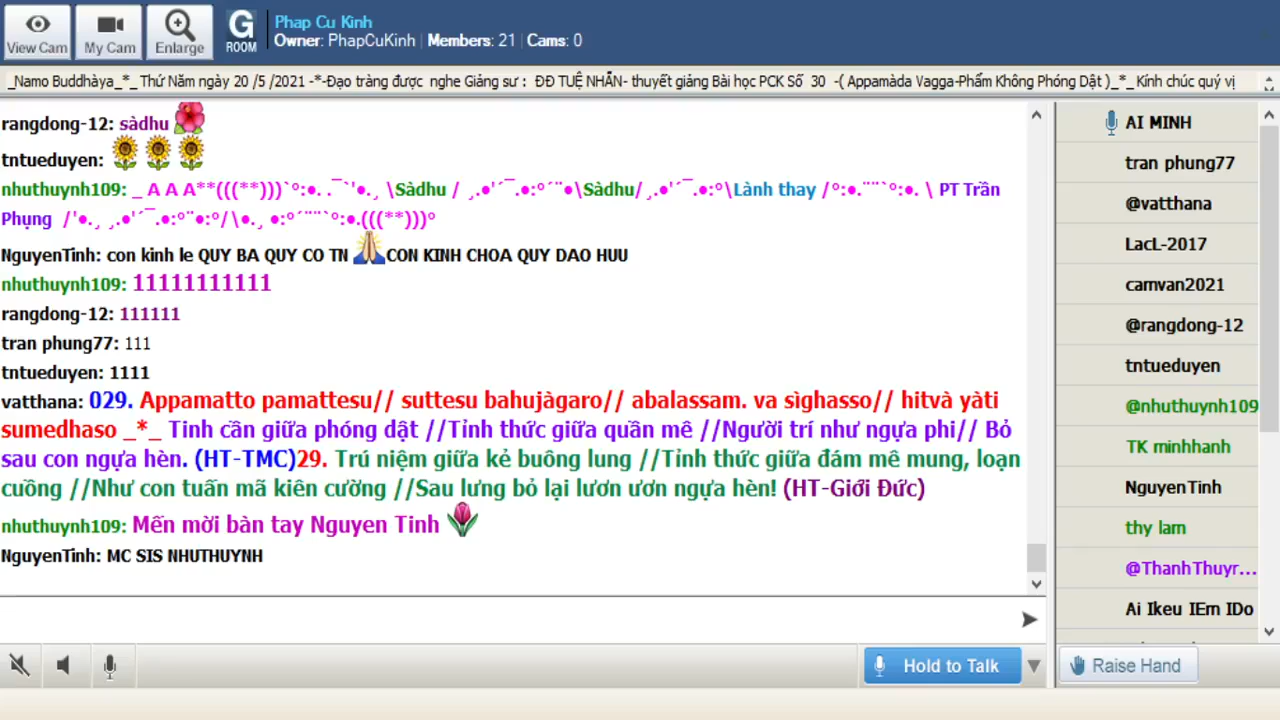 View Cam
My Cam
Enlarge
G
ROOM
Phap Cu Kinh
Owner: PhapCuKinh | Members: 21 | Cams: 0
_Namo Buddhàya_*_Thứ Năm ngày 20 /5 /2021 -*-Đạo tràng được nghe Giảng sư : ĐĐ TUỆ NHẪN- thuyết giảng Bài học PCK Số 30 -( Appamàda Vagga-Phẩm Không Phóng Dật )_*_Kính chúc quý vị
rangdong-12: sàdhu
tntueduyen:
nhuthuynh109: _ A A A**(((**)))`°:•. .¯`'•.¸ \Sàdhu / ¸.•'´¯.•:°´¨•\Sàdhu/¸.•'´¯.•:°\Lành thay /°:•.¨¨`°:•. \ PT Trần
Phụng /'•.¸ ¸.•'´¯.•:°¨•:°/\•.¸ •:°´¨¨`°:•.(((**)))°
NguyenTinh: con kinh le QUY BA QUY CO TN CON KINH CHOA QUY DAO HUU
nhuthuynh109: 11111111111
rangdong-12: 111111
tran phung77: 111
tntueduyen: 1111
vatthana: 029. Appamatto pamattesu// suttesu bahujàgaro// abalassam. va sìghasso// hitvà yàti
sumedhaso _*_ Tinh cần giữa phóng dật //Tỉnh thức giữa quần mê //Người trí như ngựa phi// Bỏ
sau con ngựa hèn. (HT-TMC)29. Trú niệm giữa kẻ buông lung //Tỉnh thức giữa đám mê mung, loạn
cuồng //Như con tuấn mã kiên cường //Sau lưng bỏ lại lươn ươn ngựa hèn! (HT-Giới Đức)
nhuthuynh109: Mến mời bàn tay Nguyen Tinh
NguyenTinh: MC SIS NHUTHUYNH
AI MINH
tran phung77
@vatthana
LacL-2017
camvan2021
@rangdong-12
tntueduyen
@nhuthuynh109
TK minhhanh
NguyenTinh
thy lam
@ThanhThuyr...
Ai Ikeu IEm IDo
Hold to Talk
Raise Hand